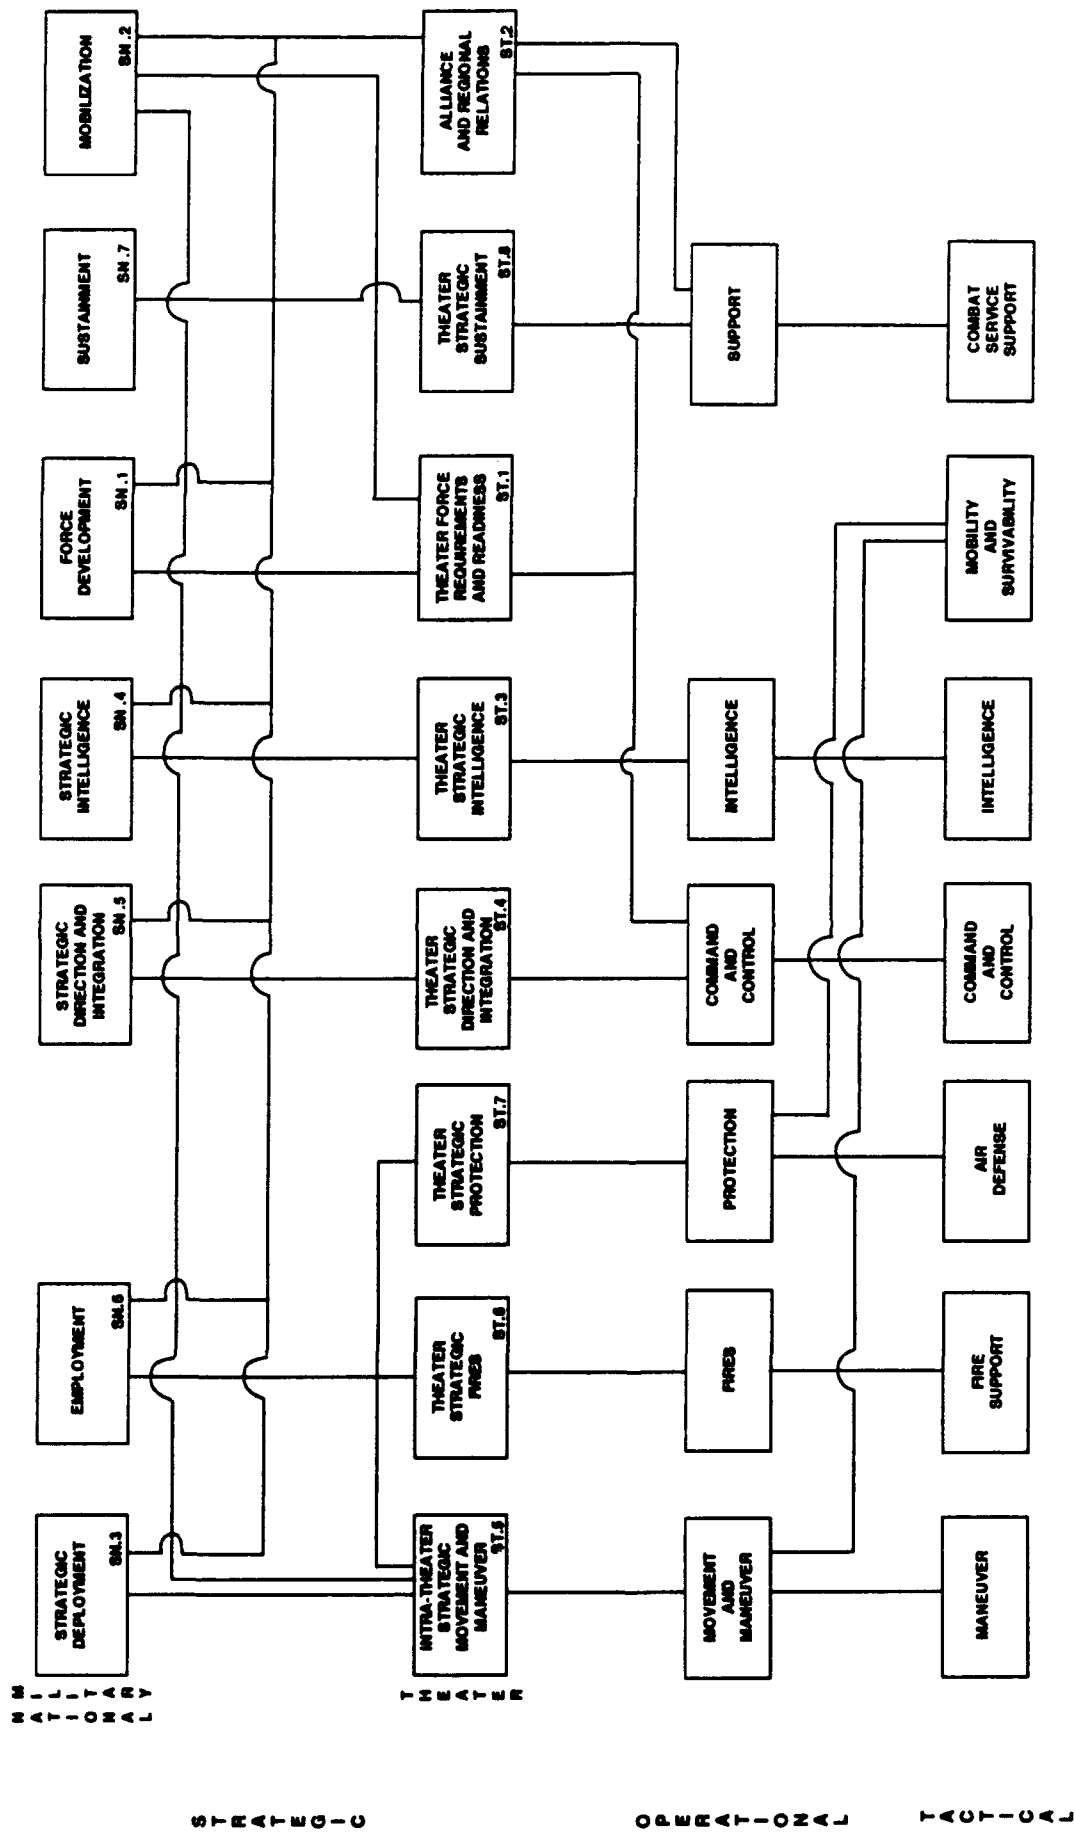 NATIONAL
MILITARY
STRATEGIC
DEPLOYMENT
SN.3
EMPLOYMENT
SN.6
STRATEGIC
DIRECTION AND
INTEGRATION
SN.5
STRATEGIC
INTELLIGENCE
SN.4
FORCE
DEVELOPMENT
SN.1
SUSTAINMENT
SN.7
MOBILIZATION
SN.2
STRATEGIC
THEATER
INTRA-THEATER
STRATEGIC
MOVEMENT AND
MANEUVER
ST.5
THEATER
STRATEGIC
FIRES
ST.6
THEATER
STRATEGIC
PROTECTION
ST.7
THEATER
STRATEGIC
DIRECTION AND
INTEGRATION
ST.4
THEATER
STRATEGIC
INTELLIGENCE
ST.3
THEATER FORCE
REQUIREMENTS
AND READINESS
ST.1
THEATER
STRATEGIC
SUSTAINMENT
ST.8
ALLIANCE
AND REGIONAL
RELATIONS
ST.2
OPERATIONAL
MOVEMENT
AND
MANEUVER
FIRES
PROTECTION
COMMAND
AND
CONTROL
INTELLIGENCE
SUPPORT
TACTICAL
MANEUVER
FIRE
SUPPORT
AIR
DEFENSE
COMMAND
AND
CONTROL
INTELLIGENCE
MOBILITY
AND
SURVIVABILITY
COMBAT
SERVICE
SUPPORT